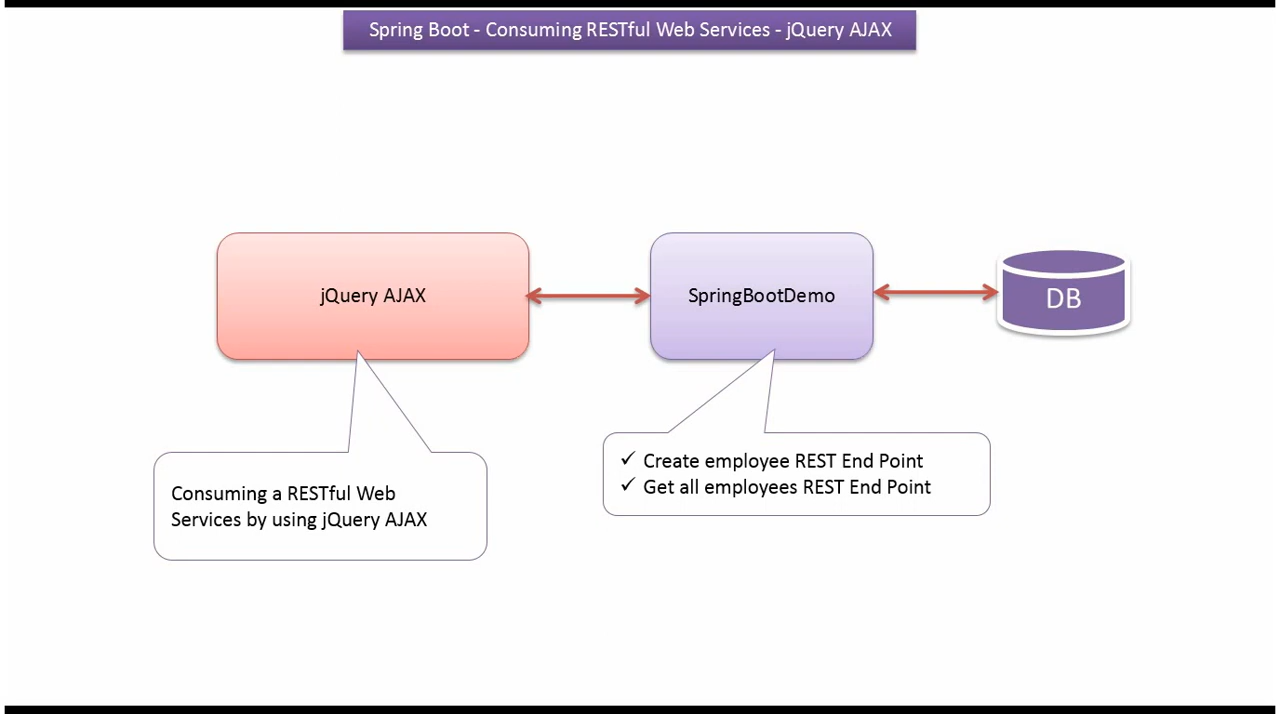 Spring Boot - Consuming RESTful Web Services - jQuery AJAX
jQuery AJAX
SpringBootDemo
DB
Consuming a RESTful Web
Services by using jQuery AJAX
✓ Create employee REST End Point
✓ Get all employees REST End Point